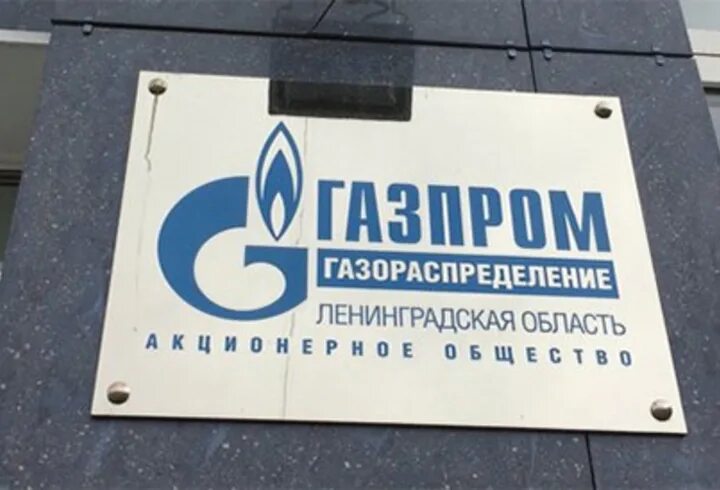 ГАЗПРОМ
ГАЗОРАСПРЕДЕЛЕНИЕ
ЛЕНИНГРАДСКАЯ ОБЛАСТЬ
АКЦИОНЕРНОЕ ОБЩЕСТВО